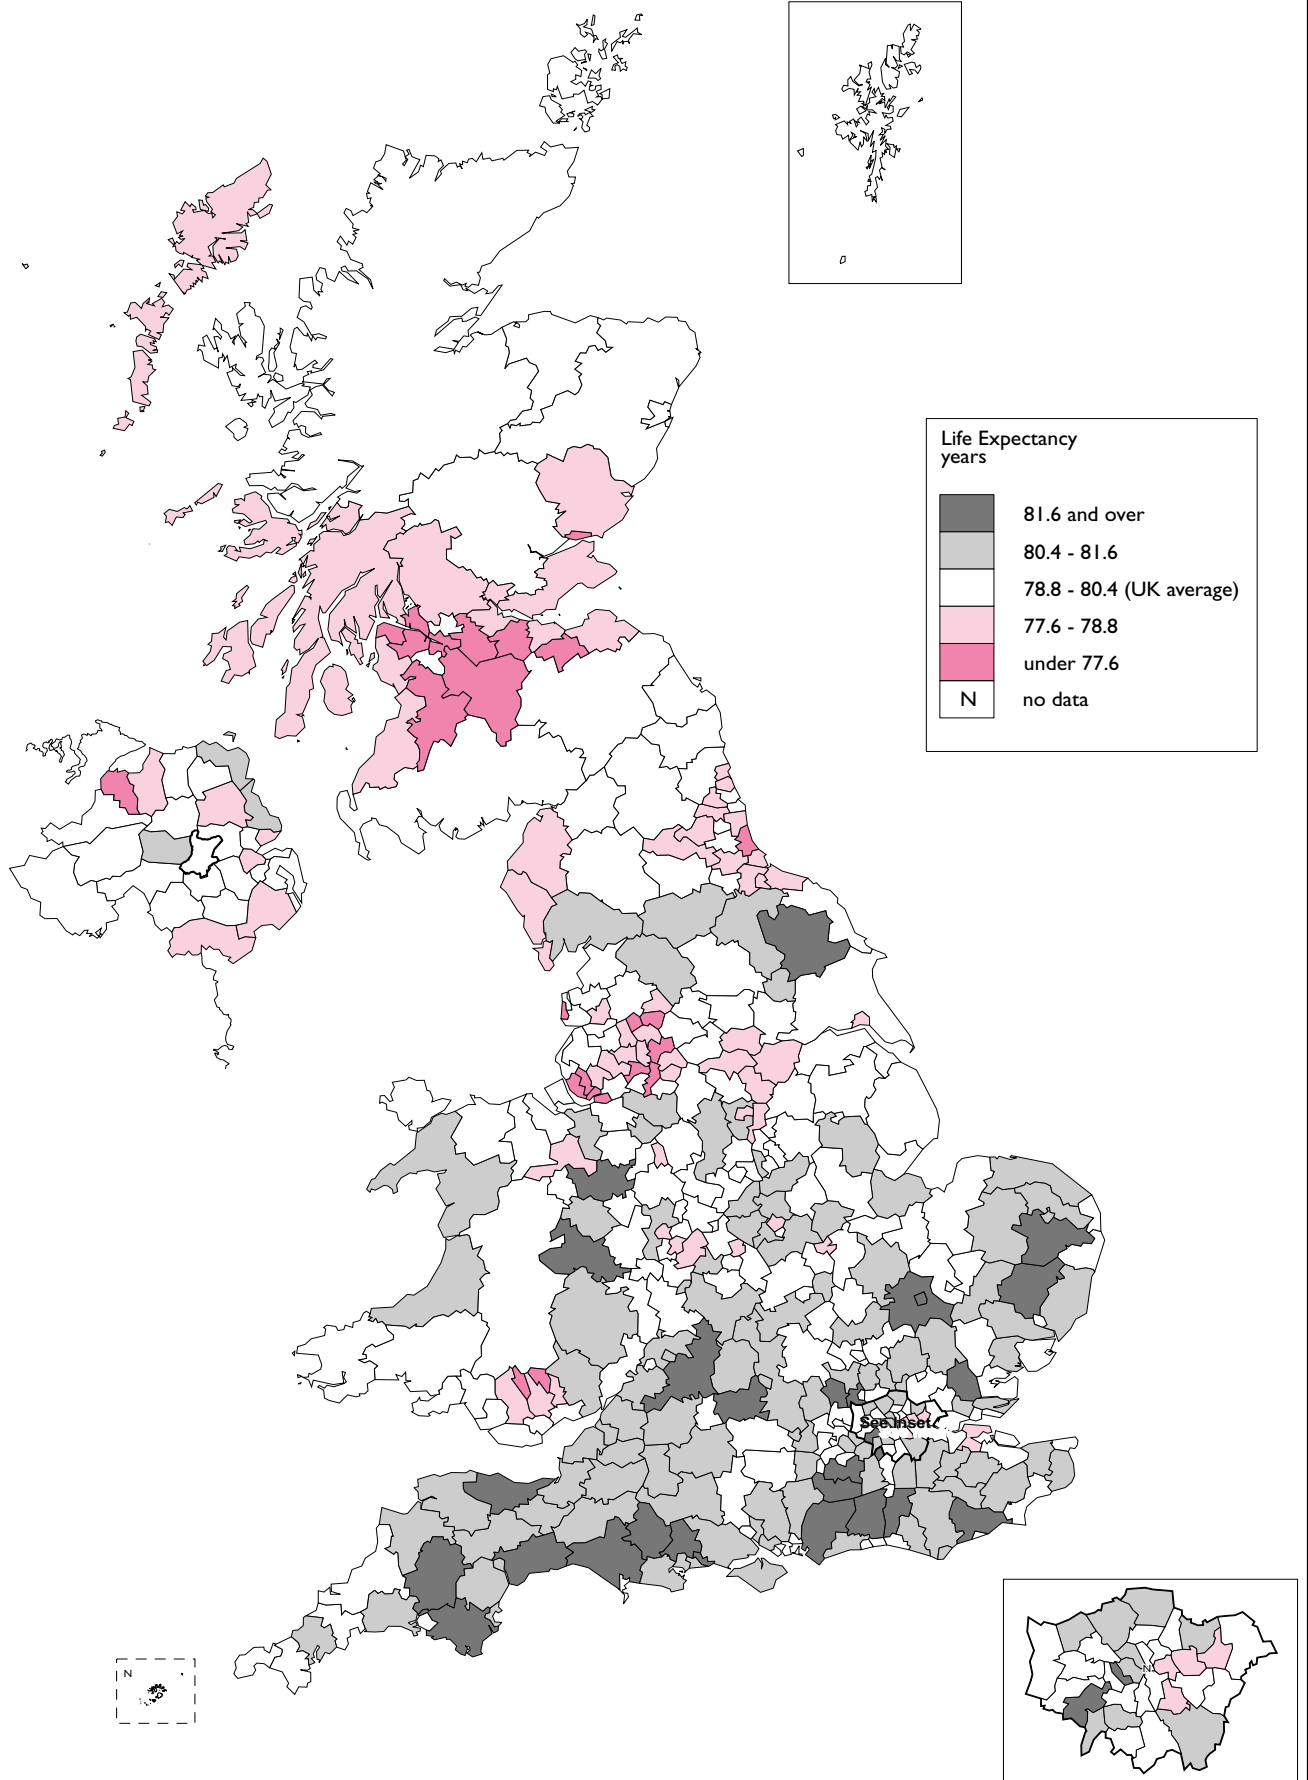 Life Expectancy
years
81.6 and over
80.4 - 81.6
78.8 - 80.4 (UK average)
77.6 - 78.8
under 77.6
N no data
See Inset
N
N